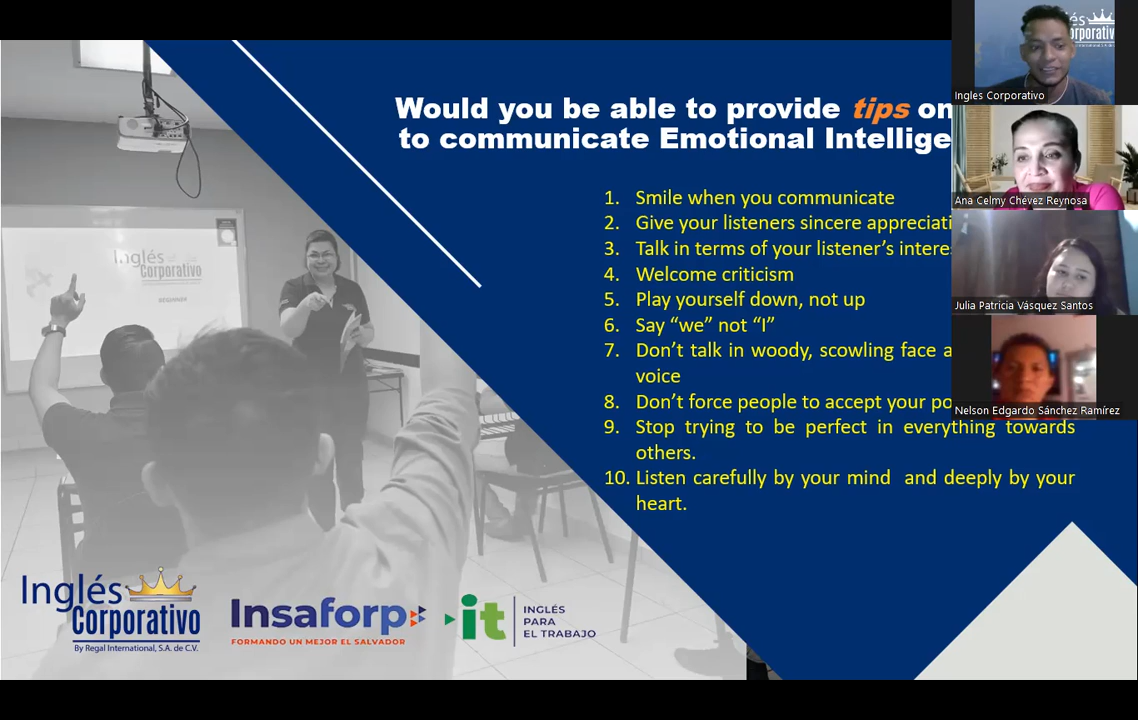 Would you be able to provide tips on
to communicate Emotional
1. Smile when you communicate
2. Give your listeners sincere
3. Talk in terms of your listener’s
4. Welcome criticism
5. Play yourself down, not up
6. Say “we” not “I”
7. Don’t talk in woody, scowling face
voice
8. Don’t force people to accept your
9. Stop trying to be perfect in everything towards
others.
10. Listen carefully by your mind and deeply by your
heart.
Inglés
Corporativo
BEGINNER
Inglés
Corporativo
By Regal International, S.A. de C.V.
Insaforp
FORMANDO UN MEJOR EL SALVADOR
it
INGLÉS
PARA
EL TRABAJO
Ingles Corporativo
Ana Celmy Chévez Reynosa
Julia Patricia Vásquez Santos
Nelson Edgardo Sánchez Ramírez